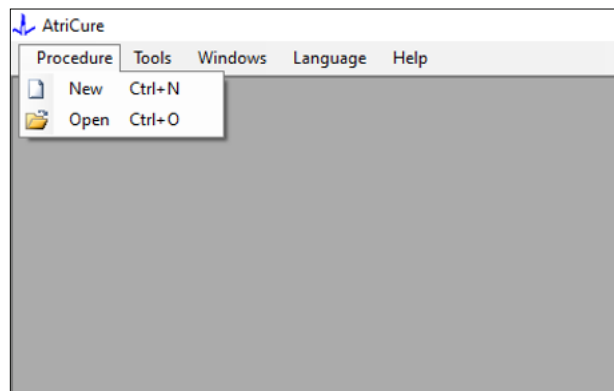 AtriCure
Procedure Tools Windows Language Help
New Ctrl+N
Open Ctrl+O